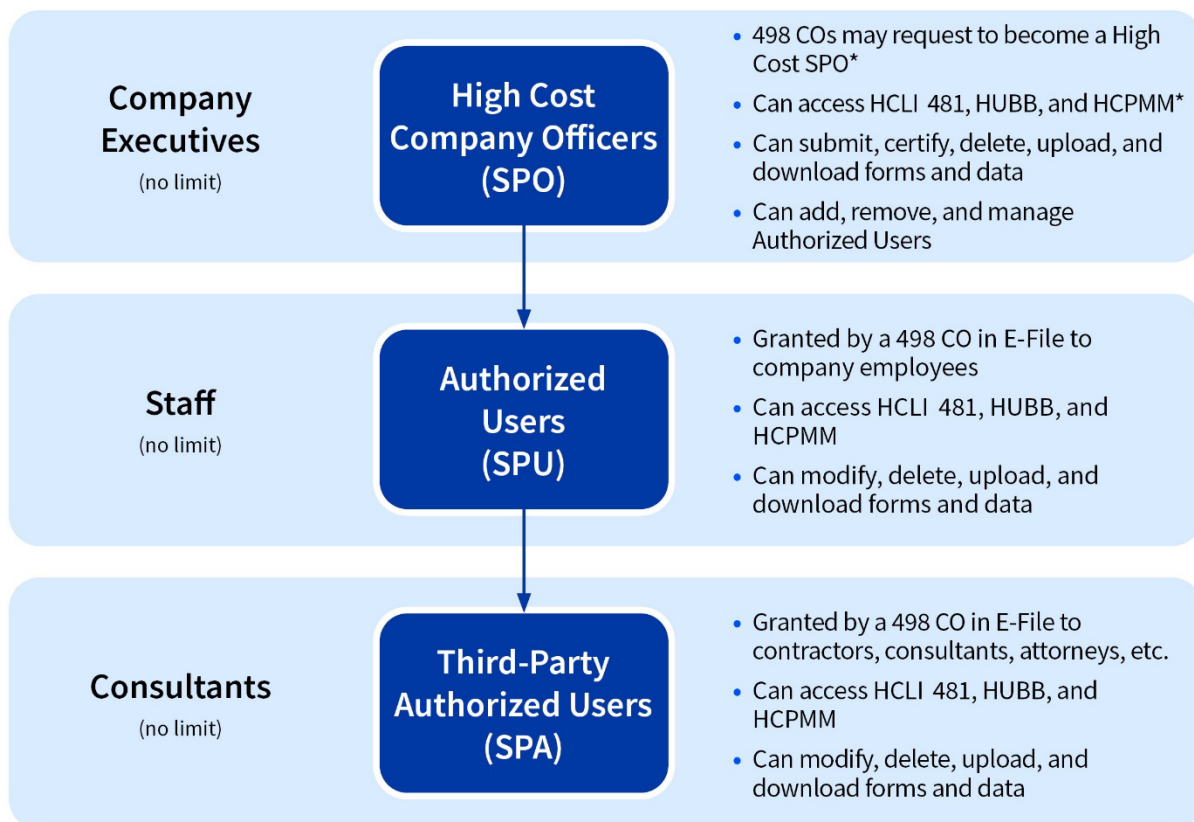 Company
Executives
(no limit)
High Cost
Company Officers
(SPO)
• 498 COs may request to become a High
Cost SPO*
• Can access HCLI 481, HUBB, and HCPMM*
• Can submit, certify, delete, upload, and
download forms and data
• Can add, remove, and manage
Authorized Users
Staff
(no limit)
Authorized
Users
(SPU)
• Granted by a 498 CO in E-File to
company employees
• Can access HCLI 481, HUBB, and
HCPMM
• Can modify, delete, upload, and
download forms and data
Consultants
(no limit)
Third-Party
Authorized Users
(SPA)
• Granted by a 498 CO in E-File to
contractors, consultants, attorneys, etc.
• Can access HCLI 481, HUBB, and
HCPMM
• Can modify, delete, upload, and
download forms and data